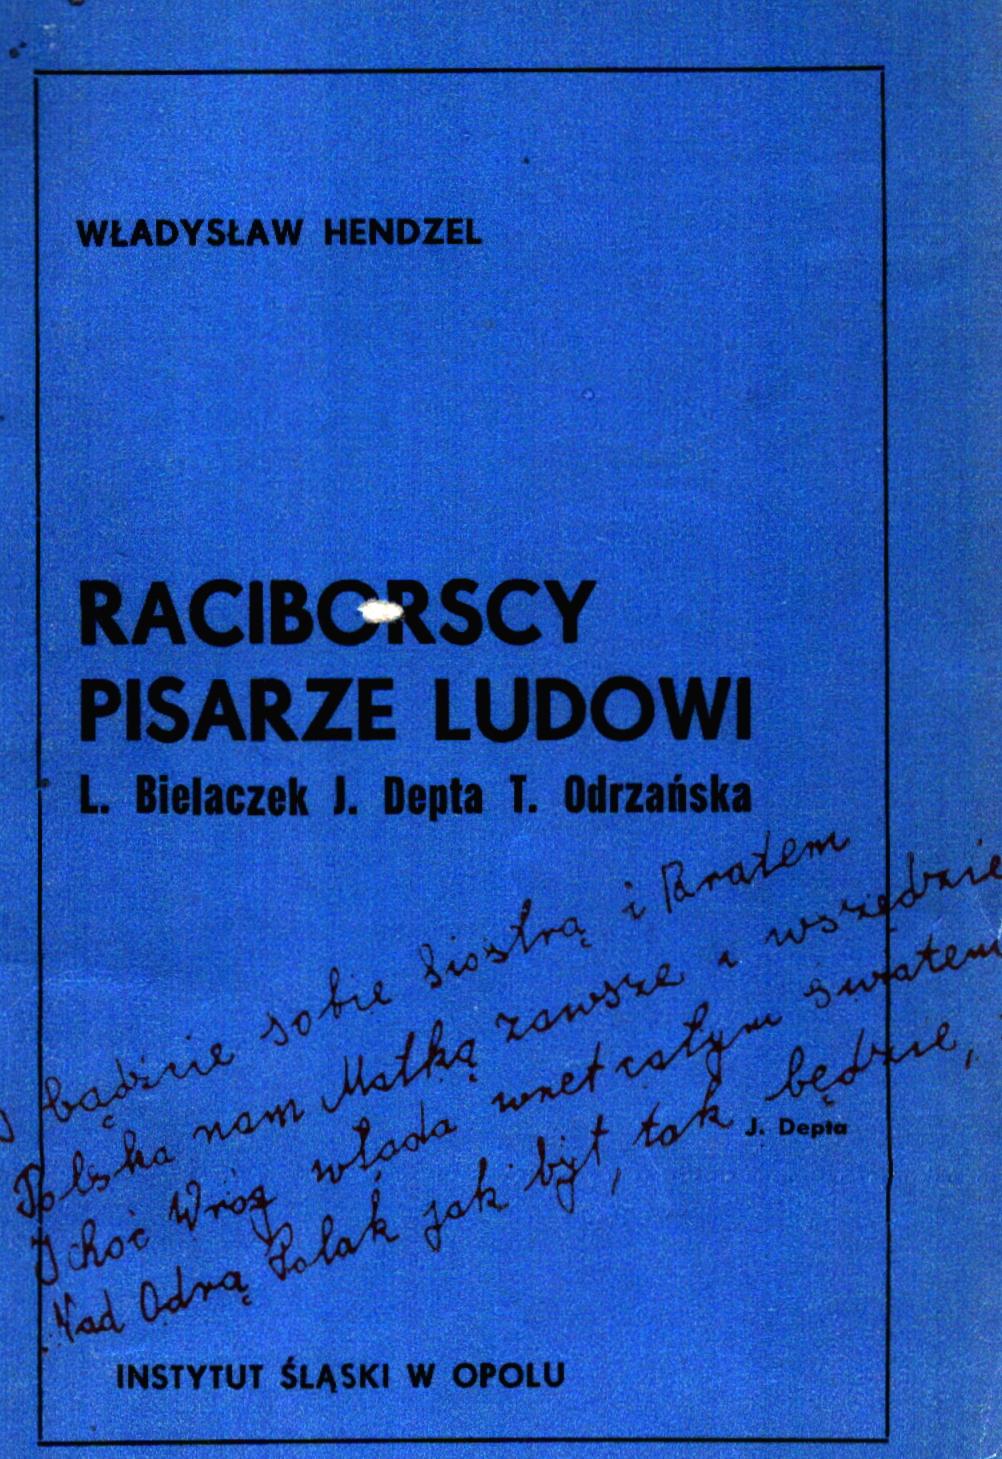 WŁADYSŁAW HENDZEL
RACIBORSCY
PISARZE LUDOWI
L. Bielaczek J. Depta T. Odrzańska
bądźcie sobie Siostrą i Bratem
Polska nam Matką zawsze i wszędzie
I choć Wróg włada wnet całym światem
Nad Odrą Polak jak był, tak będzie,
J. Depta
INSTYTUT ŚLĄSKI W OPOLU